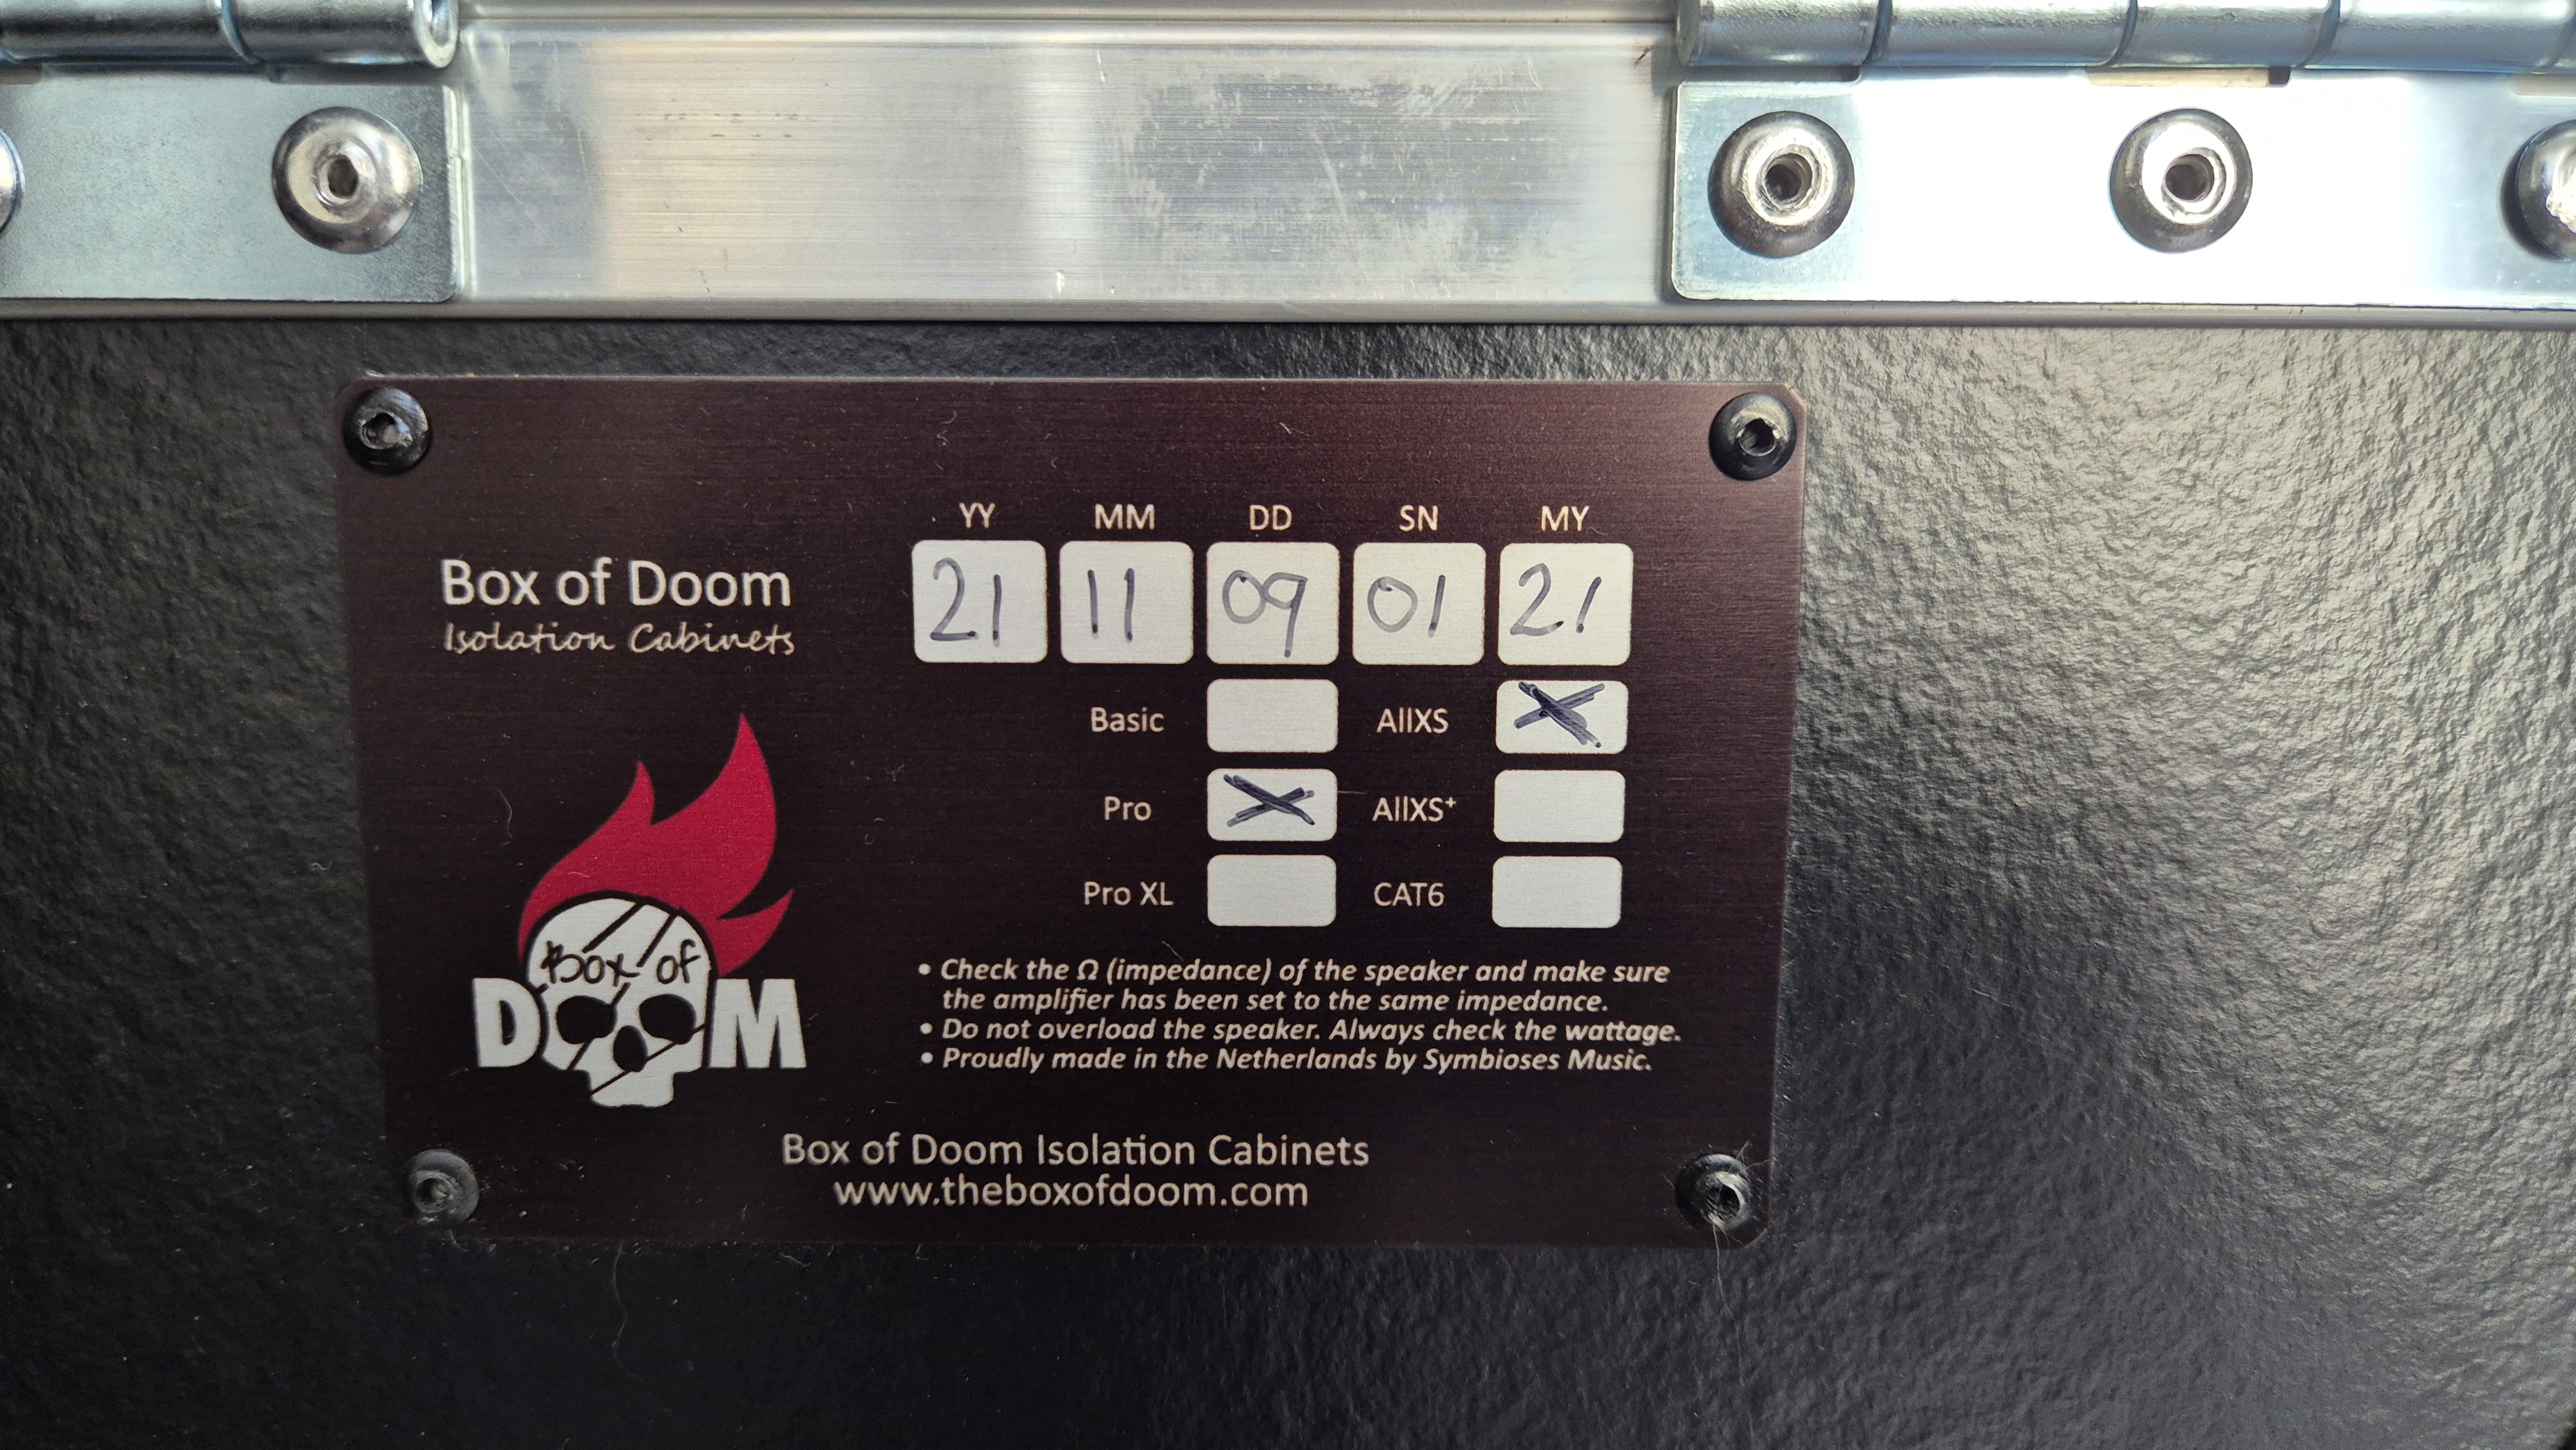 YY MM DD SN MY
Box of Doom
Isolation Cabinets
21 11 09 01 21
Basic AllXS X
Pro X AllXS+
Pro XL CAT6
Box of
DOOM
• Check the Ω (impedance) of the speaker and make sure
the amplifier has been set to the same impedance.
• Do not overload the speaker. Always check the wattage.
• Proudly made in the Netherlands by Symbioses Music.
Box of Doom Isolation Cabinets
www.theboxofdoom.com